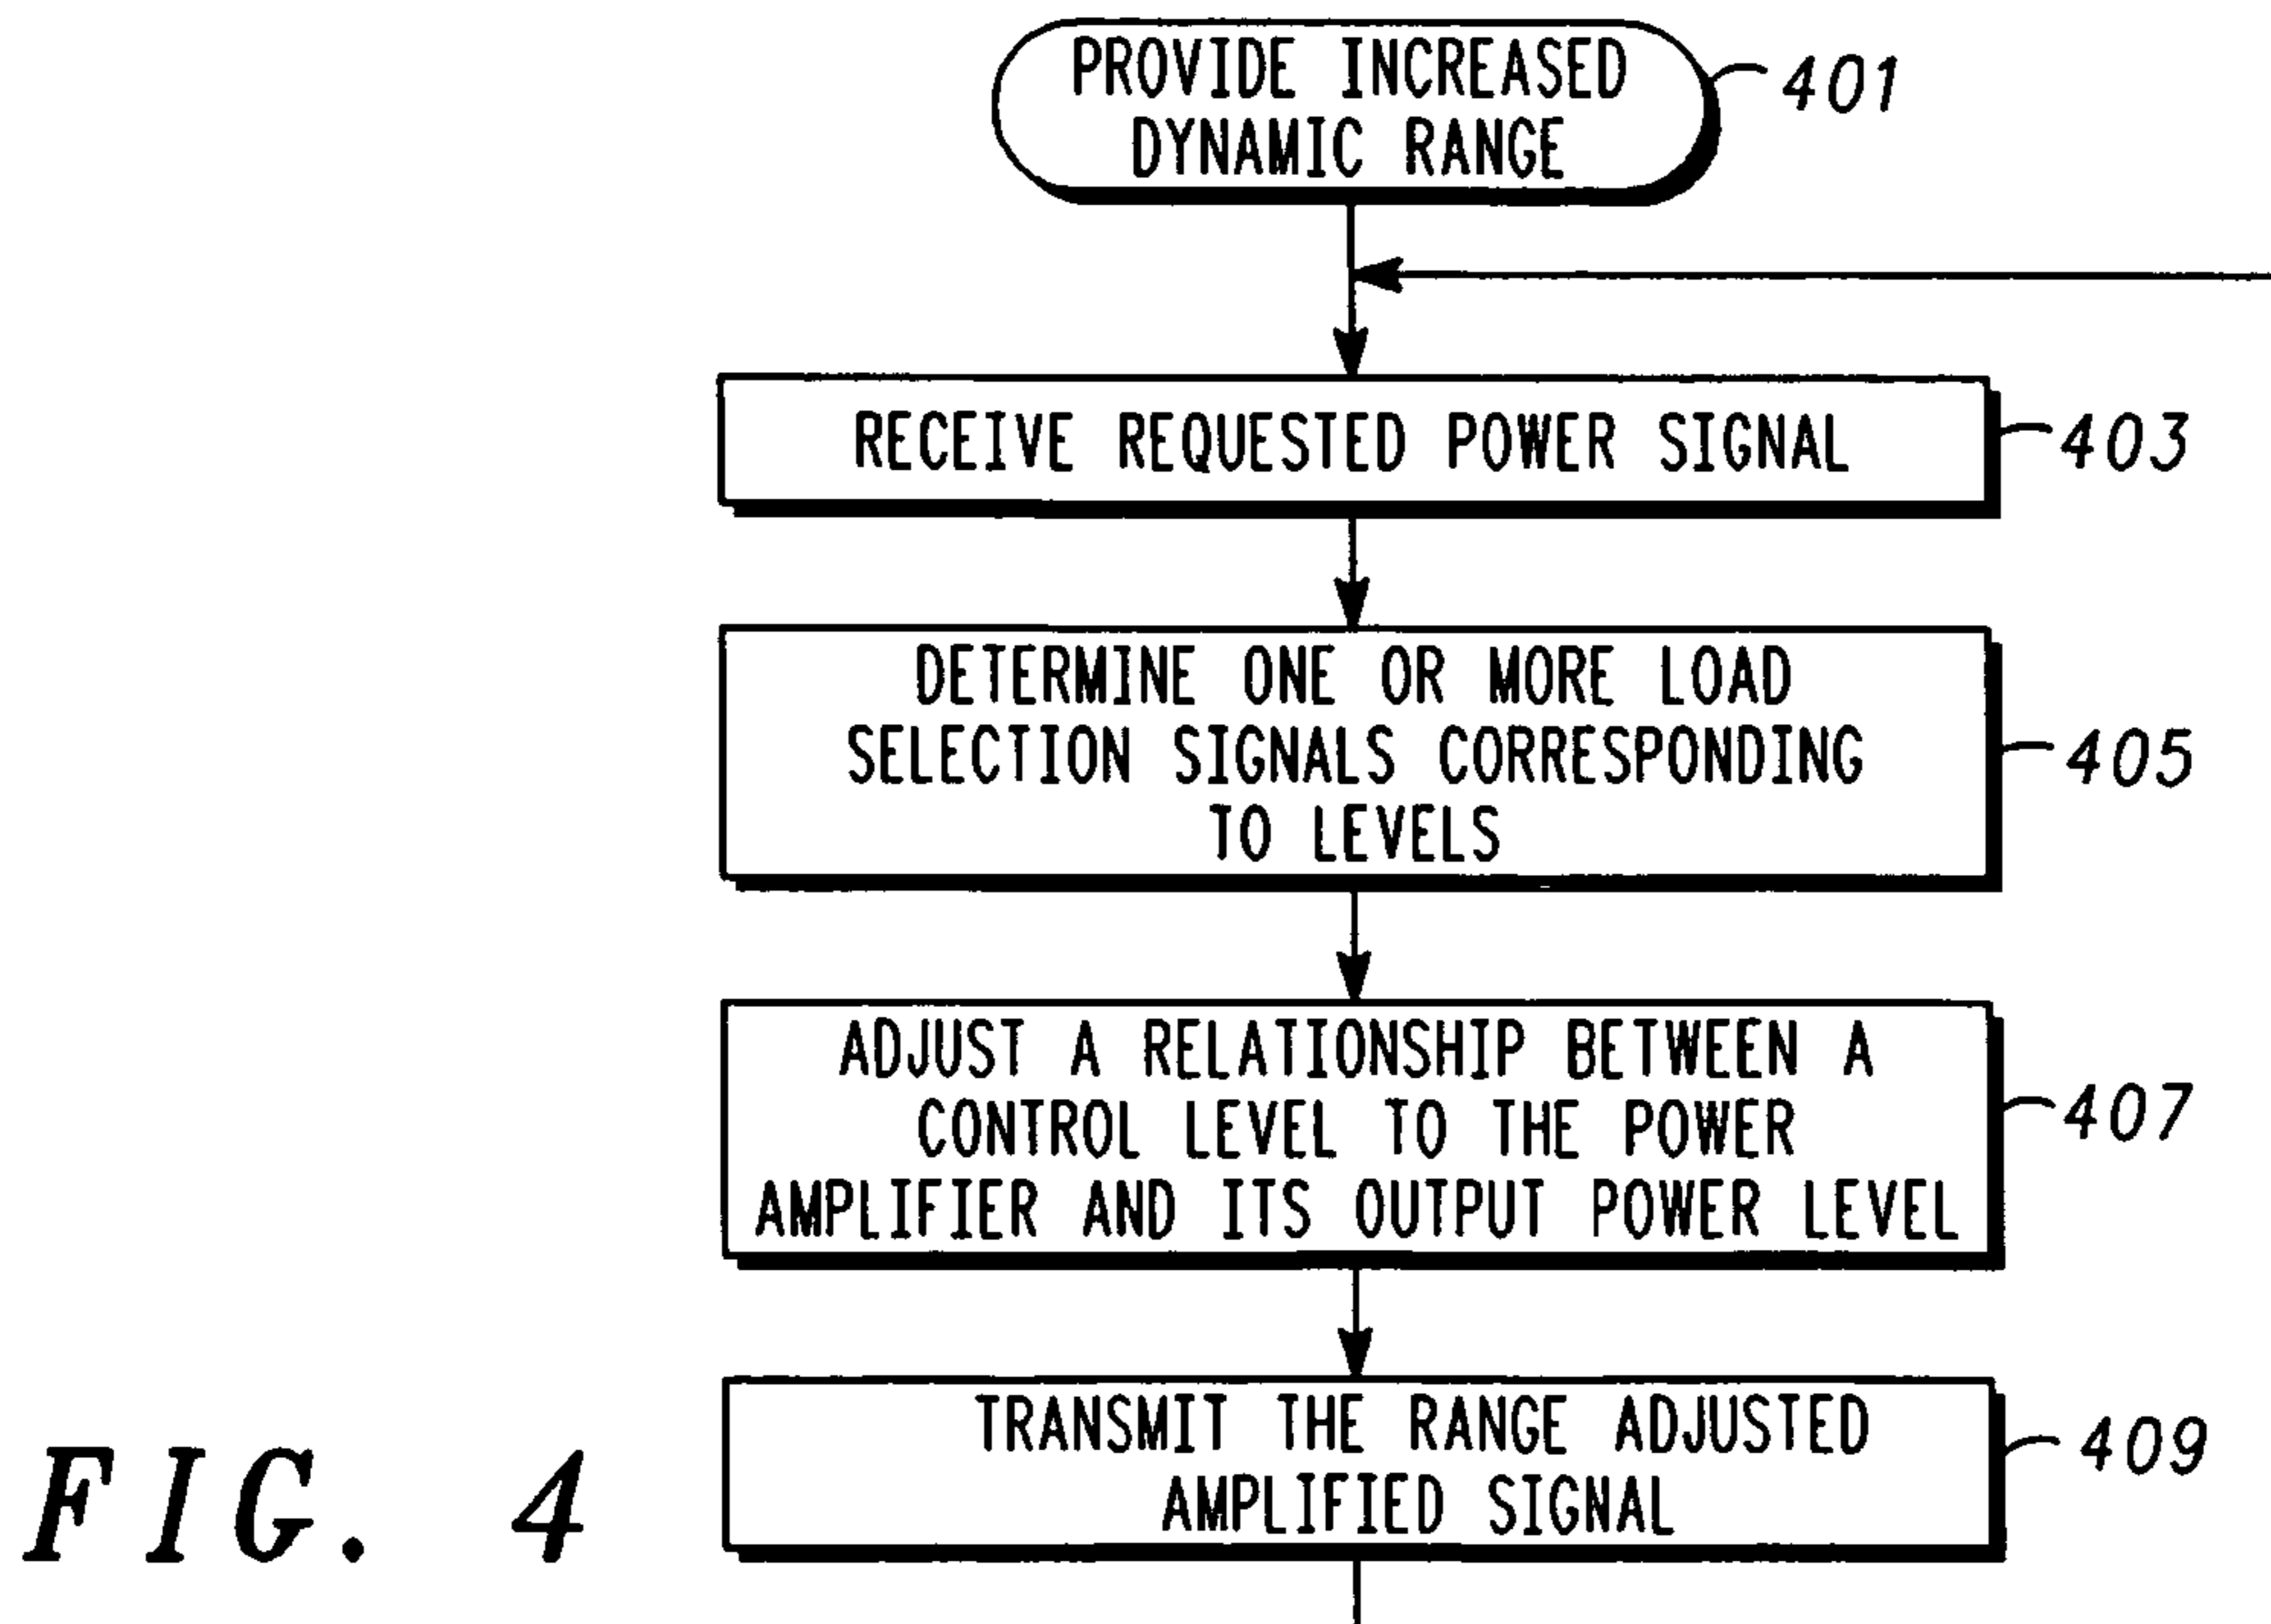 PROVIDE INCREASED
DYNAMIC RANGE
401
RECEIVE REQUESTED POWER SIGNAL
403
DETERMINE ONE OR MORE LOAD
SELECTION SIGNALS CORRESPONDING
TO LEVELS
405
ADJUST A RELATIONSHIP BETWEEN A
CONTROL LEVEL TO THE POWER
AMPLIFIER AND ITS OUTPUT POWER LEVEL
407
TRANSMIT THE RANGE ADJUSTED
AMPLIFIED SIGNAL
409
FIG. 4